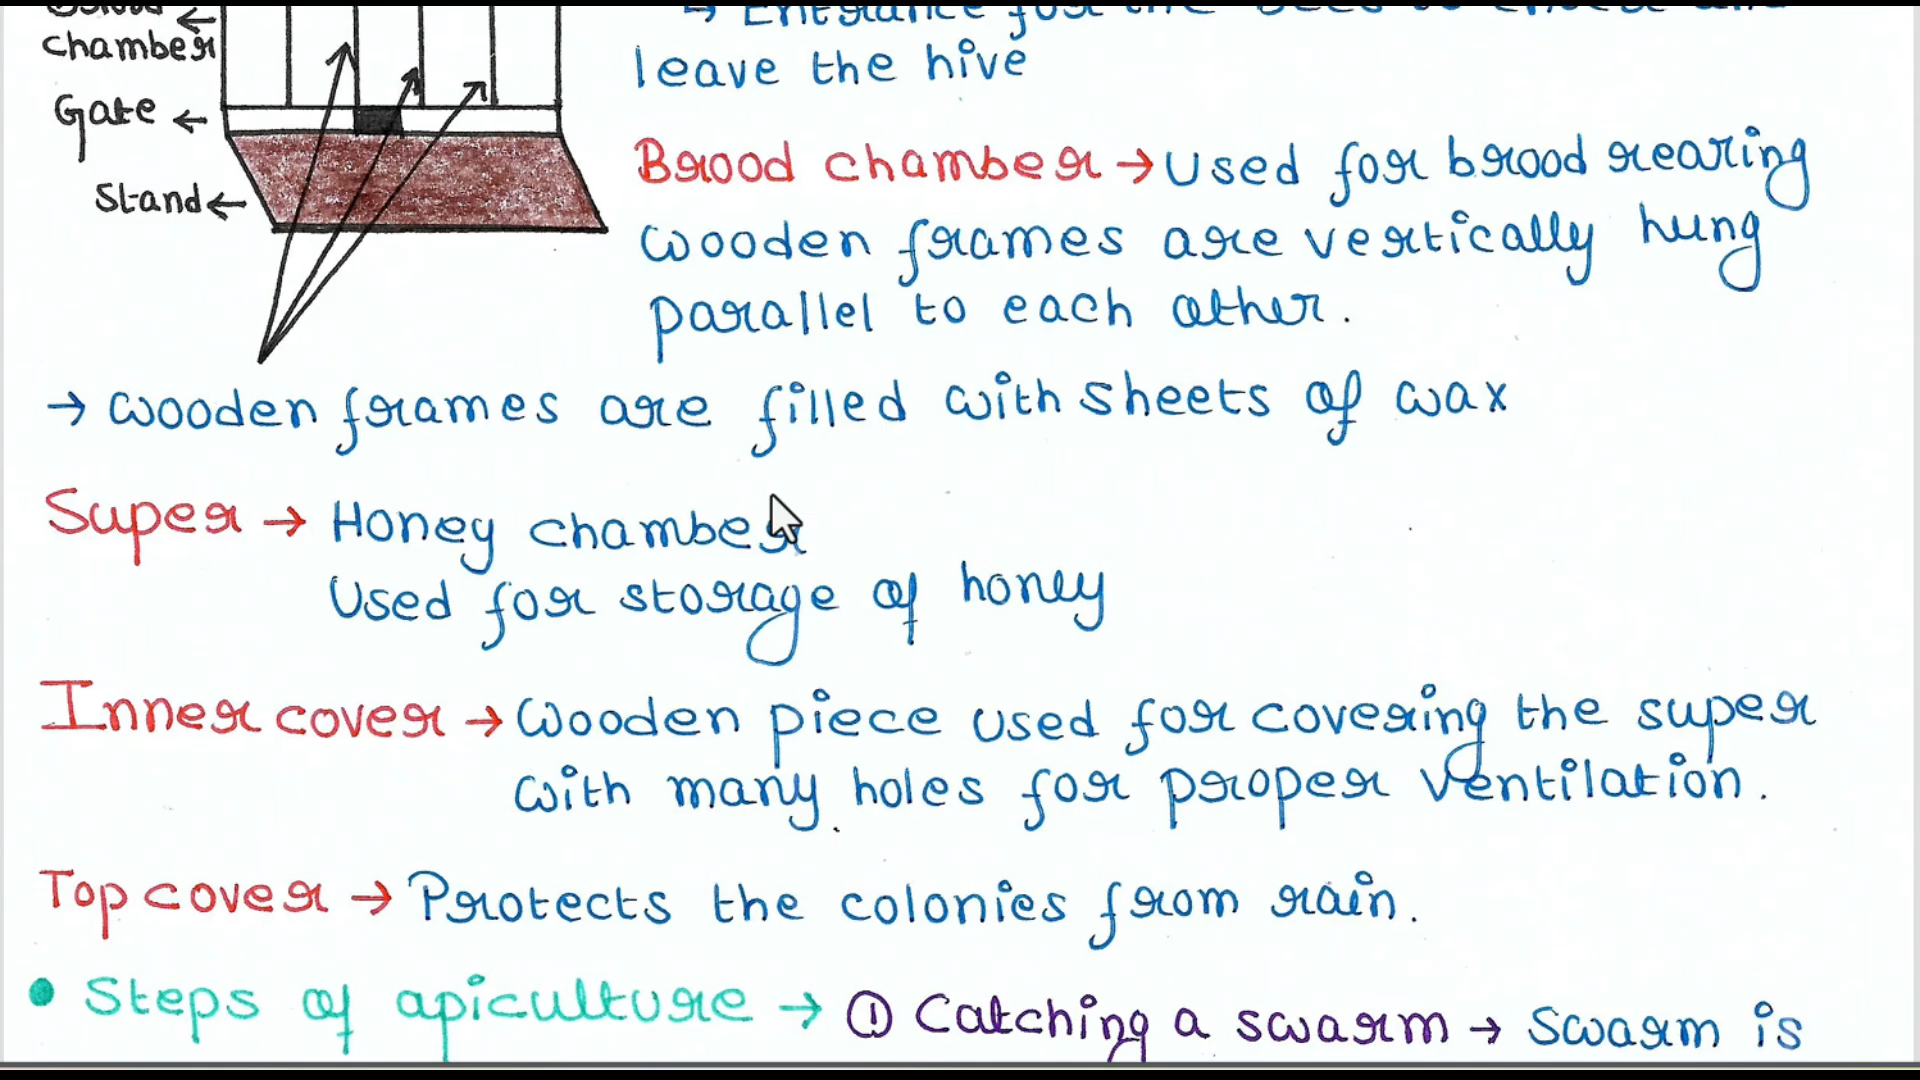 chamber ←
Gate ←
Stand ←
leave the hive
Brood chamber → Used for brood rearing
wooden frames are vertically hung
parallel to each other.
→ wooden frames are filled with sheets of wax
Super → Honey chamber
Used for storage of honey
Inner cover → Wooden piece used for covering the super
with many holes for proper ventilation.
Top cover → Protects the colonies from rain.
• Steps of apiculture → ① Catching a swarm → Swarm is